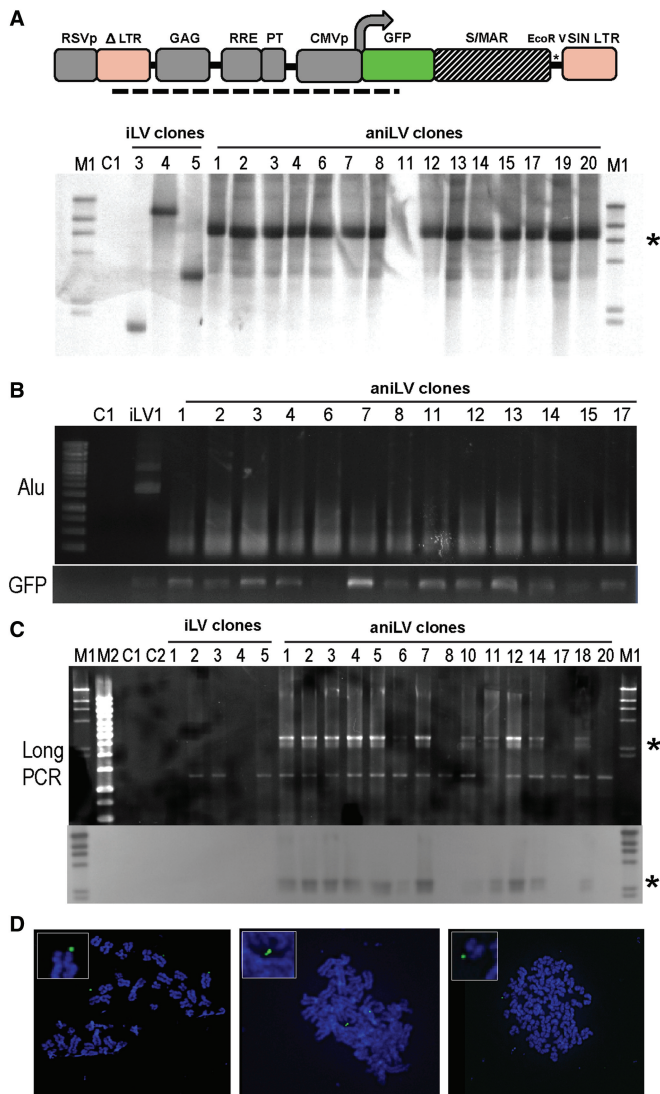 A
RSVp Δ LTR GAG RRE PT CMVp GFP S/MAR EcoR V SIN LTR
*
iLV clones aniLV clones
M1 C1 3 4 5 1 2 3 4 6 7 8 11 12 13 14 15 17 19 20 M1
*
B
aniLV clones
C1 iLV1 1 2 3 4 6 7 8 11 12 13 14 15 17
Alu
GFP
C
iLV clones aniLV clones
M1 M2 C1 C2 1 2 3 4 5 1 2 3 4 5 6 7 8 10 11 12 14 17 18 20 M1
*
Long
PCR
*
D